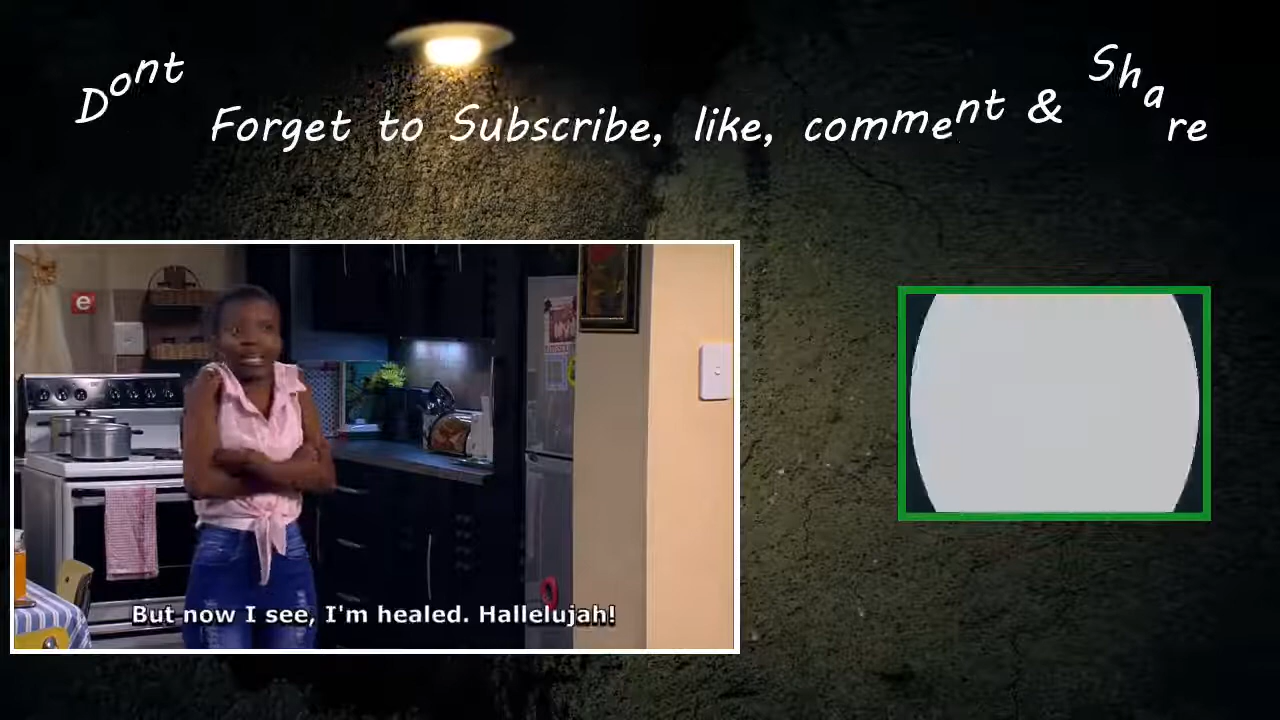 Dont Forget to Subscribe, like, comment & Share
e
But now I see, I'm healed. Hallelujah!